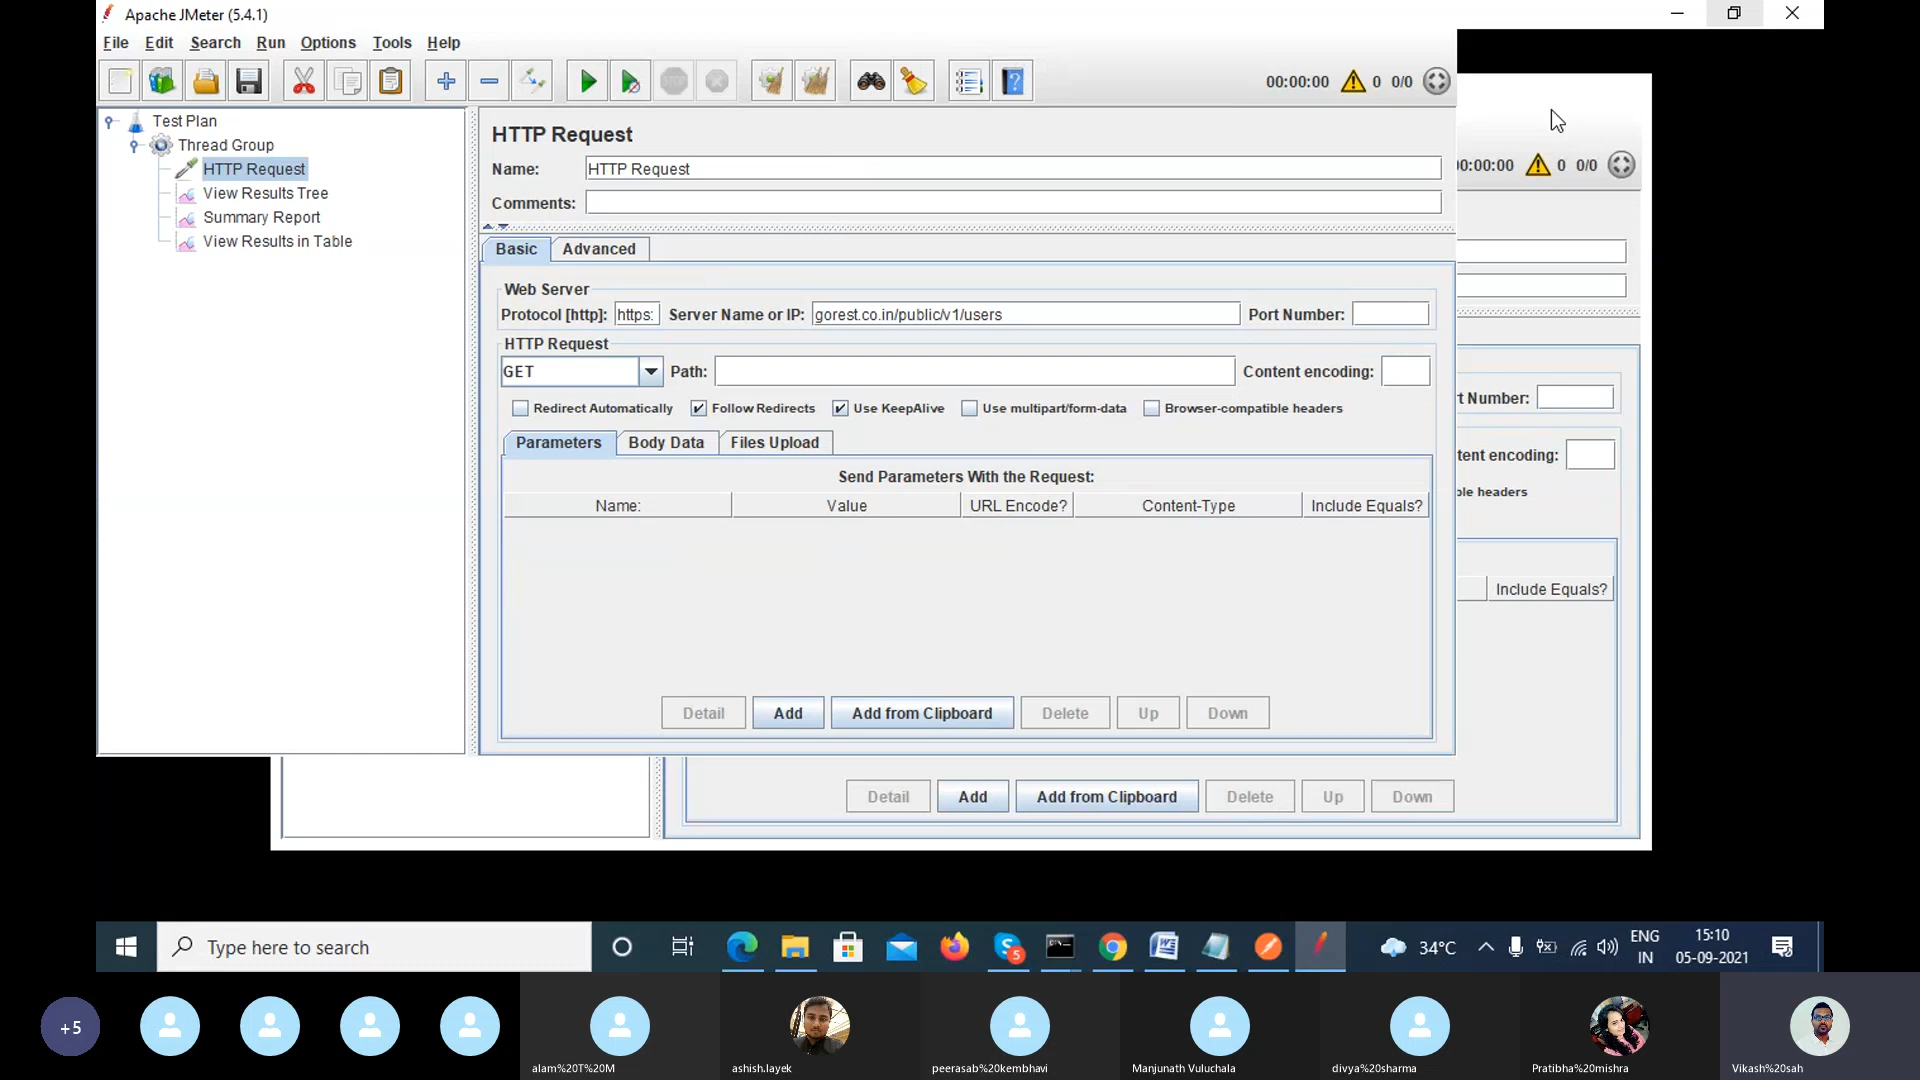 Apache JMeter (5.4.1)
File Edit Search Run Options Tools Help
00:00:00 0 0/0
Test Plan
Thread Group
HTTP Request
View Results Tree
Summary Report
View Results in Table
HTTP Request
Name: HTTP Request
Comments:
Basic Advanced
Web Server
Protocol [http]: https: Server Name or IP: gorest.co.in/public/v1/users Port Number:
HTTP Request
GET Path: Content encoding:
Redirect Automatically Follow Redirects Use KeepAlive Use multipart/form-data Browser-compatible headers
Parameters Body Data Files Upload
Send Parameters With the Request:
Name: Value URL Encode? Content-Type Include Equals?
Detail Add Add from Clipboard Delete Up Down
0:00:00 0 0/0
t Number:
tent encoding:
ble headers
Include Equals?
Detail Add Add from Clipboard Delete Up Down
Type here to search
5
34°C
ENG
IN
15:10
05-09-2021
+5
alam%20T%20M
ashish.layek
peerasab%20kembhavi
Manjunath Vuluchala
divya%20sharma
Pratibha%20mishra
Vikash%20sah